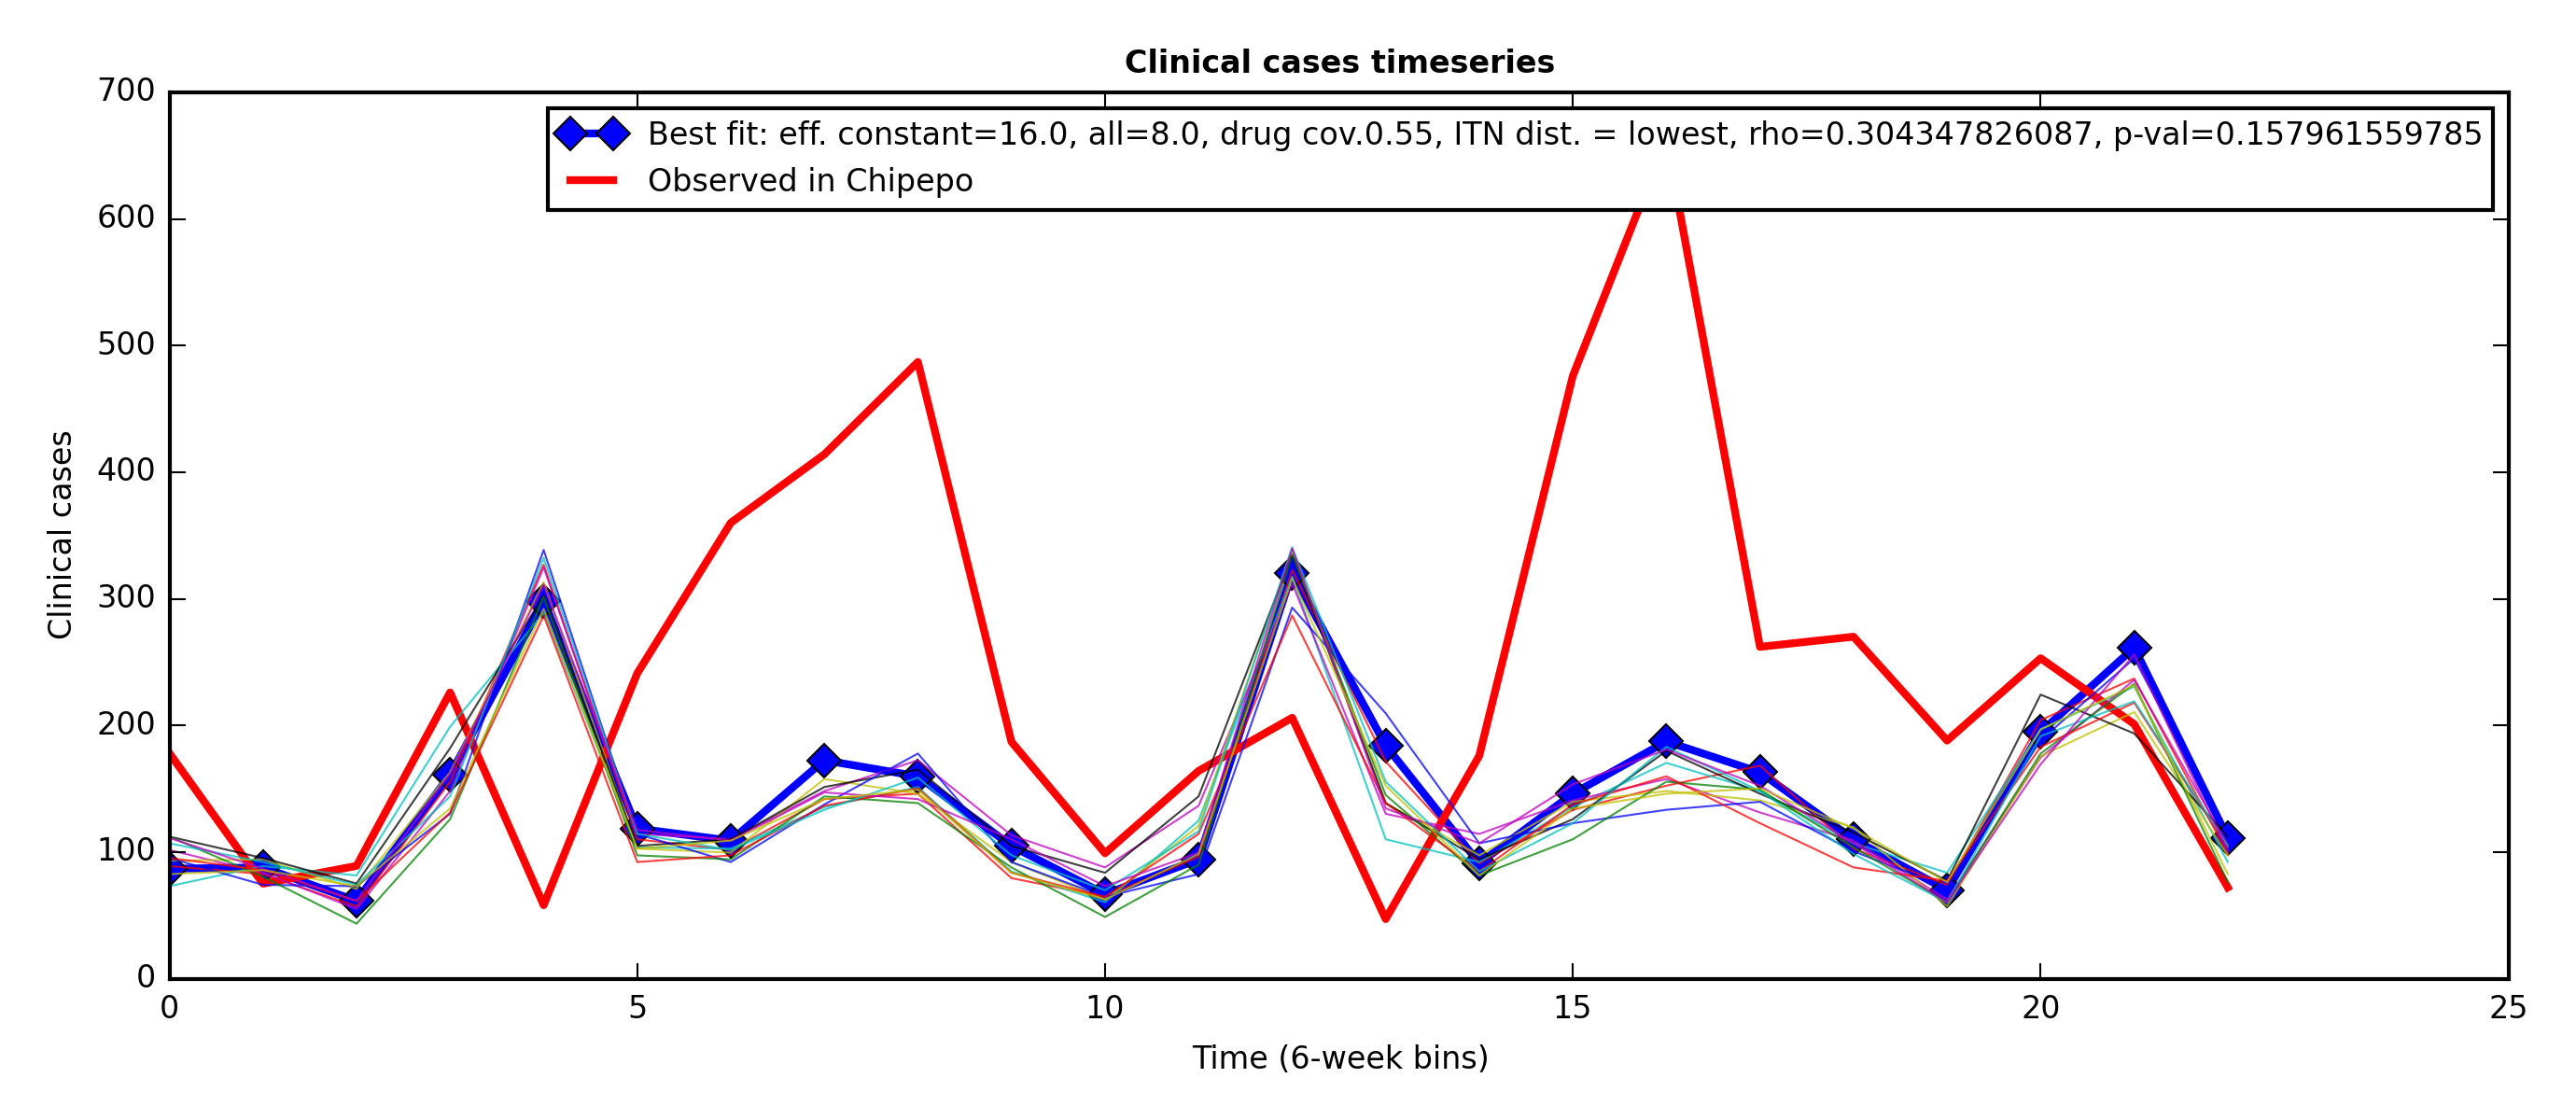 Clinical cases timeseries
700
600
500
400
300
200
100
0
Clinical cases
Best fit: eff. constant=16.0, all=8.0, drug cov.0.55, ITN dist. = lowest, rho=0.304347826087, p-val=0.157961559785
Observed in Chipepo
0 5 10 15 20 25
Time (6-week bins)